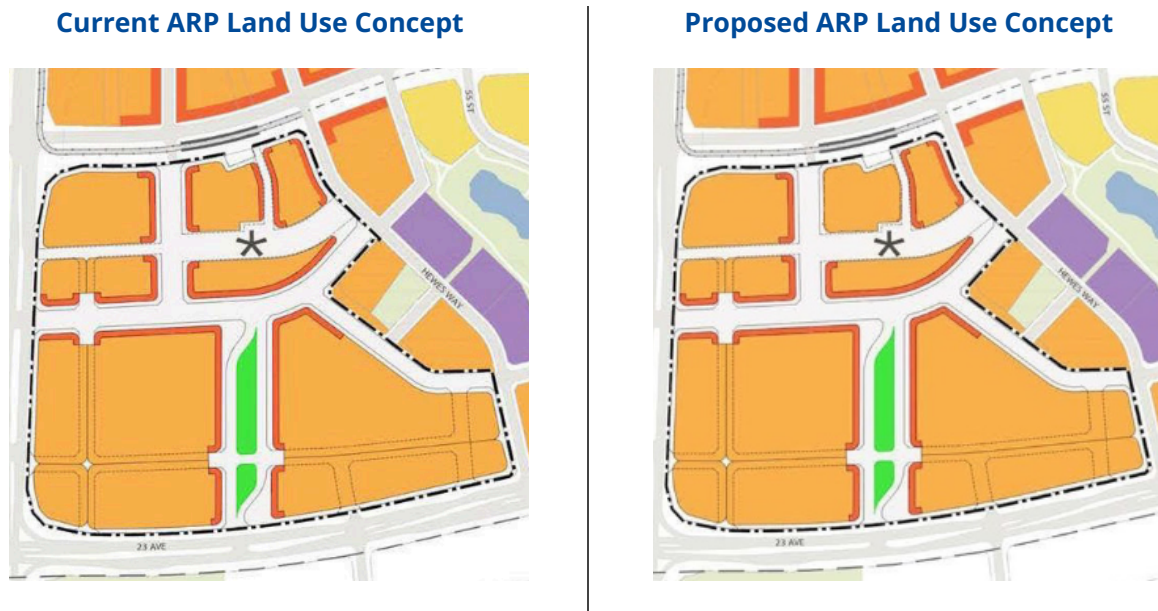 Current ARP Land Use Concept
Proposed ARP Land Use Concept
55 ST
HEWES WAY
23 AVE
55 ST
HEWES WAY
23 AVE